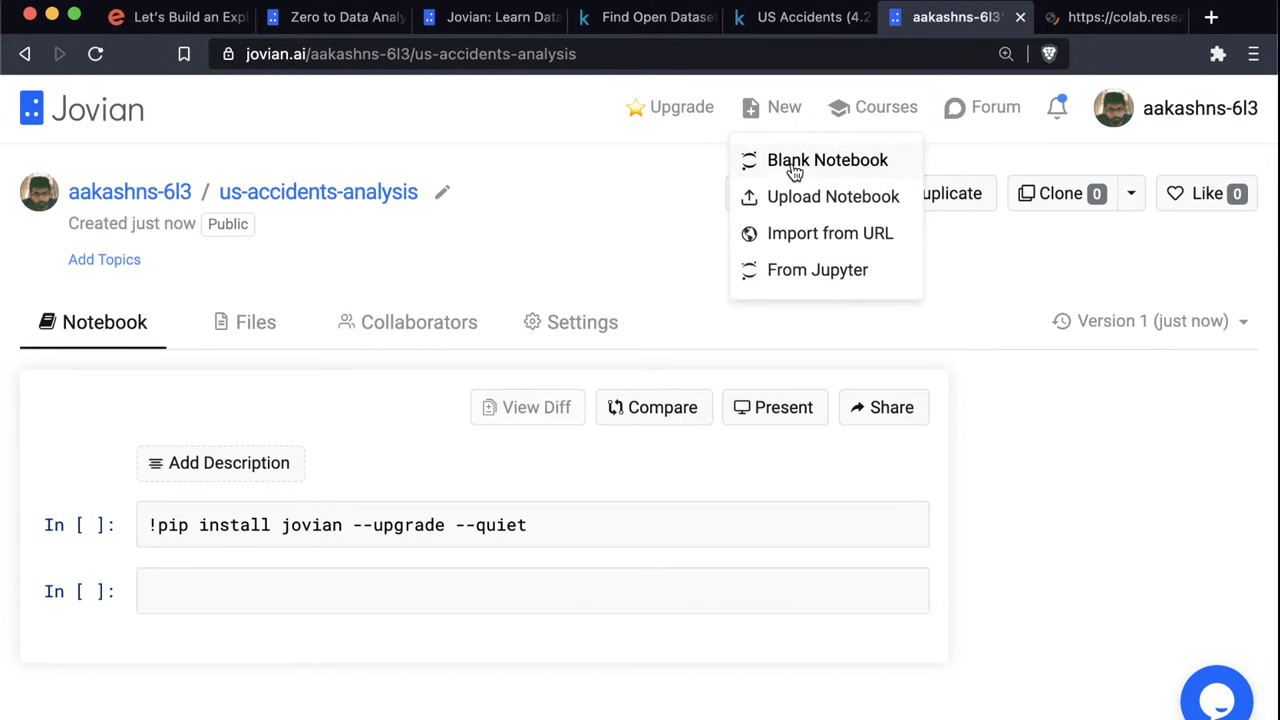 Let's Build an Expl
Zero to Data Analy
Jovian: Learn Data
Find Open Dataset
US Accidents (4.2
aakashns-6l3'
https://colab.resea
jovian.ai/aakashns-6l3/us-accidents-analysis
Jovian
Upgrade
New
Courses
Forum
aakashns-6l3
Blank Notebook
Upload Notebook
Import from URL
From Jupyter
aakashns-6l3 / us-accidents-analysis
uplicate
Clone 0
Like 0
Created just now Public
Add Topics
Notebook
Files
Collaborators
Settings
Version 1 (just now)
View Diff
Compare
Present
Share
Add Description
In [ ]: !pip install jovian --upgrade --quiet
In [ ]: